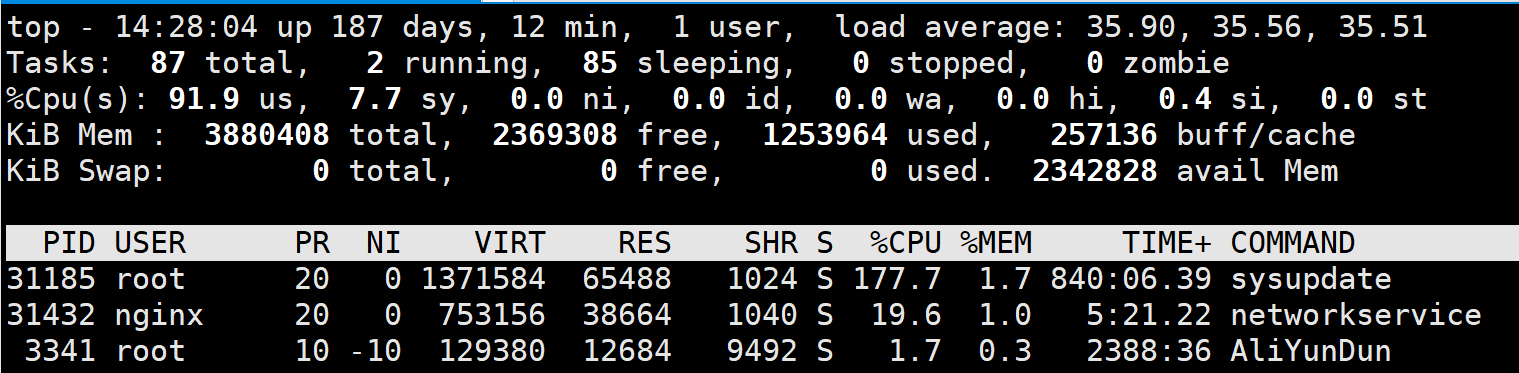 top - 14:28:04 up 187 days, 12 min,  1 user,  load average: 35.90, 35.56, 35.51
Tasks:  87 total,   2 running,  85 sleeping,   0 stopped,   0 zombie
%Cpu(s): 91.9 us,  7.7 sy,  0.0 ni,  0.0 id,  0.0 wa,  0.0 hi,  0.4 si,  0.0 st
KiB Mem :  3880408 total,  2369308 free,  1253964 used,   257136 buff/cache
KiB Swap:        0 total,        0 free,        0 used.  2342828 avail Mem
  PID USER      PR  NI    VIRT    RES    SHR S  %CPU %MEM     TIME+ COMMAND
31185 root      20   0 1371584  65488   1024 S 177.7  1.7 840:06.39 sysupdate
31432 nginx     20   0  753156  38664   1040 S  19.6  1.0   5:21.22 networkservice
 3341 root      10 -10  129380  12684   9492 S   1.7  0.3   2388:36 AliYunDun